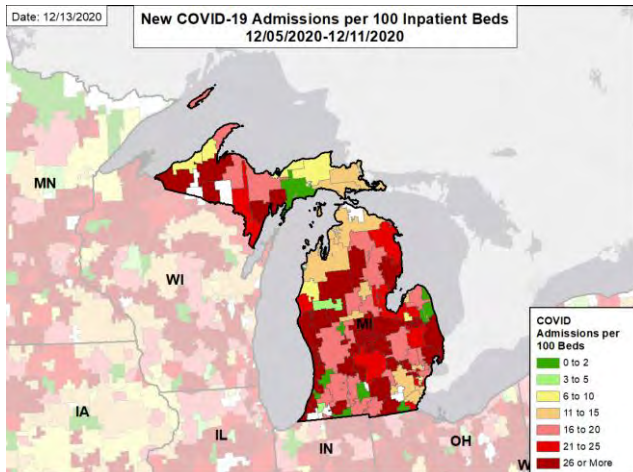 Date: 12/13/2020
New COVID-19 Admissions per 100 Inpatient Beds
12/05/2020-12/11/2020
MN
WI
MI
IA
IL
IN
OH
W
COVID
Admissions per
100 Beds
0 to 2
3 to 5
6 to 10
11 to 15
16 to 20
21 to 25
26 or More